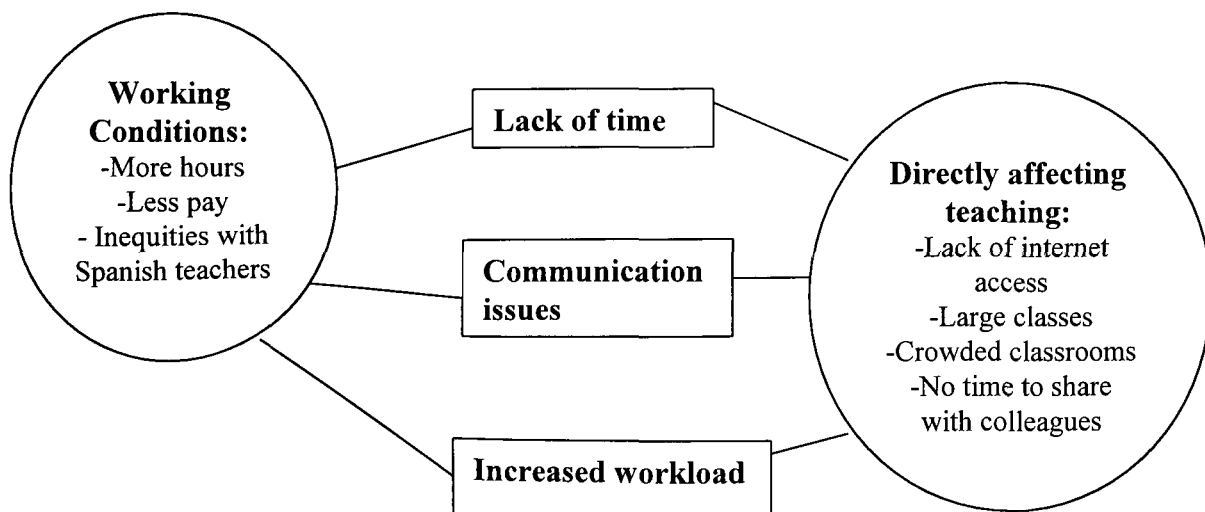 Working
Conditions:
-More hours
-Less pay
- Inequities with
Spanish teachers
Lack of time
Communication
issues
Increased workload
Directly affecting
teaching:
-Lack of internet
access
-Large classes
-Crowded classrooms
-No time to share
with colleagues